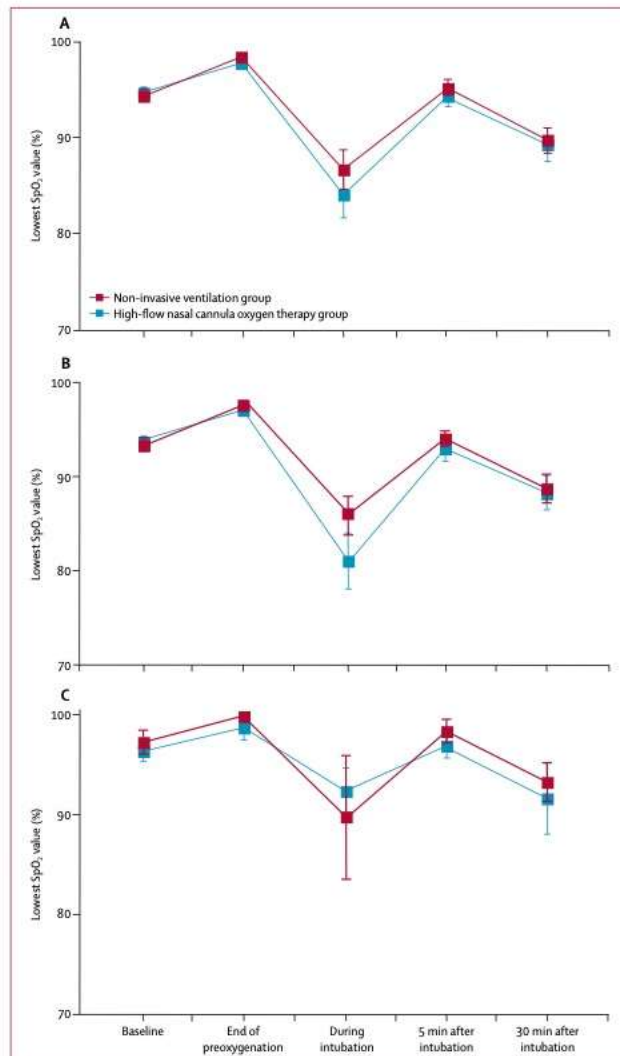 A
100
90
80
70
Lowest SpO₂ value (%)
Non-invasive ventilation group
High-flow nasal cannula oxygen therapy group
B
100
90
80
70
Lowest SpO₂ value (%)
C
100
90
80
70
Lowest SpO₂ value (%)
Baseline
End of
preoxygenation
During
intubation
5 min after
intubation
30 min after
intubation